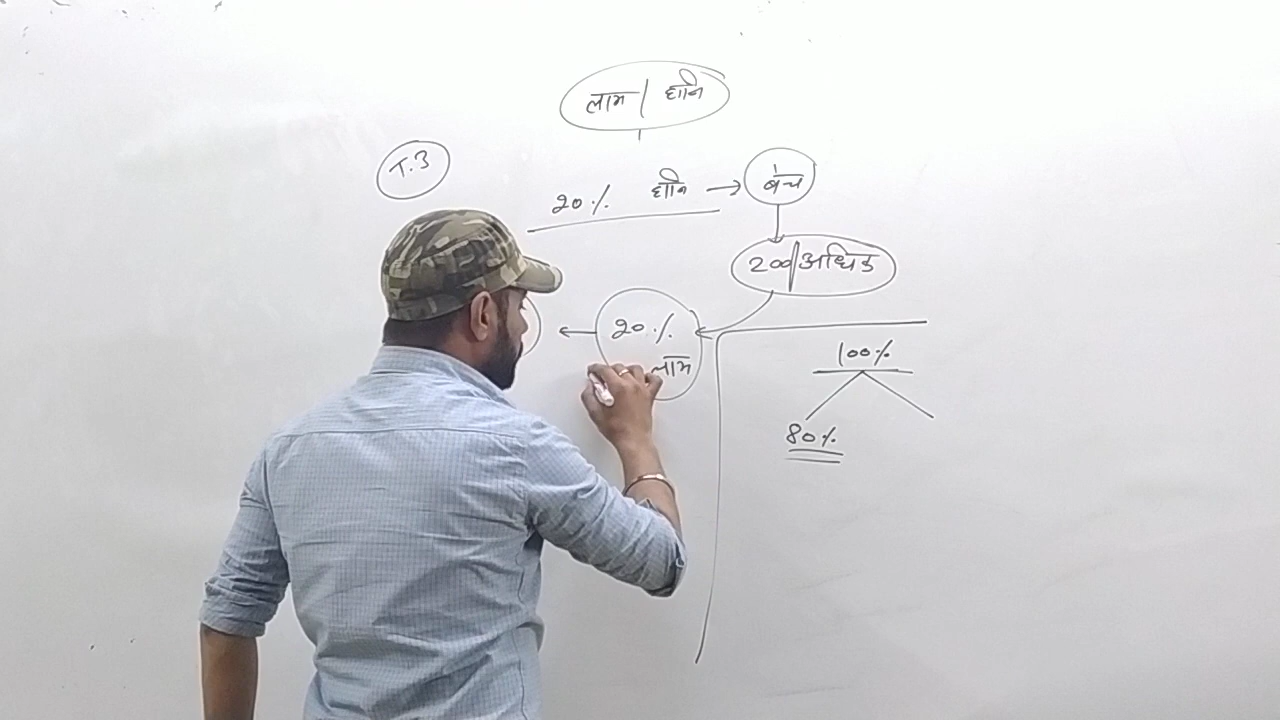 लाभ | हानि
T.3
20% हानि → बेच
200/अधिक
20%
लाभ
100%
80%